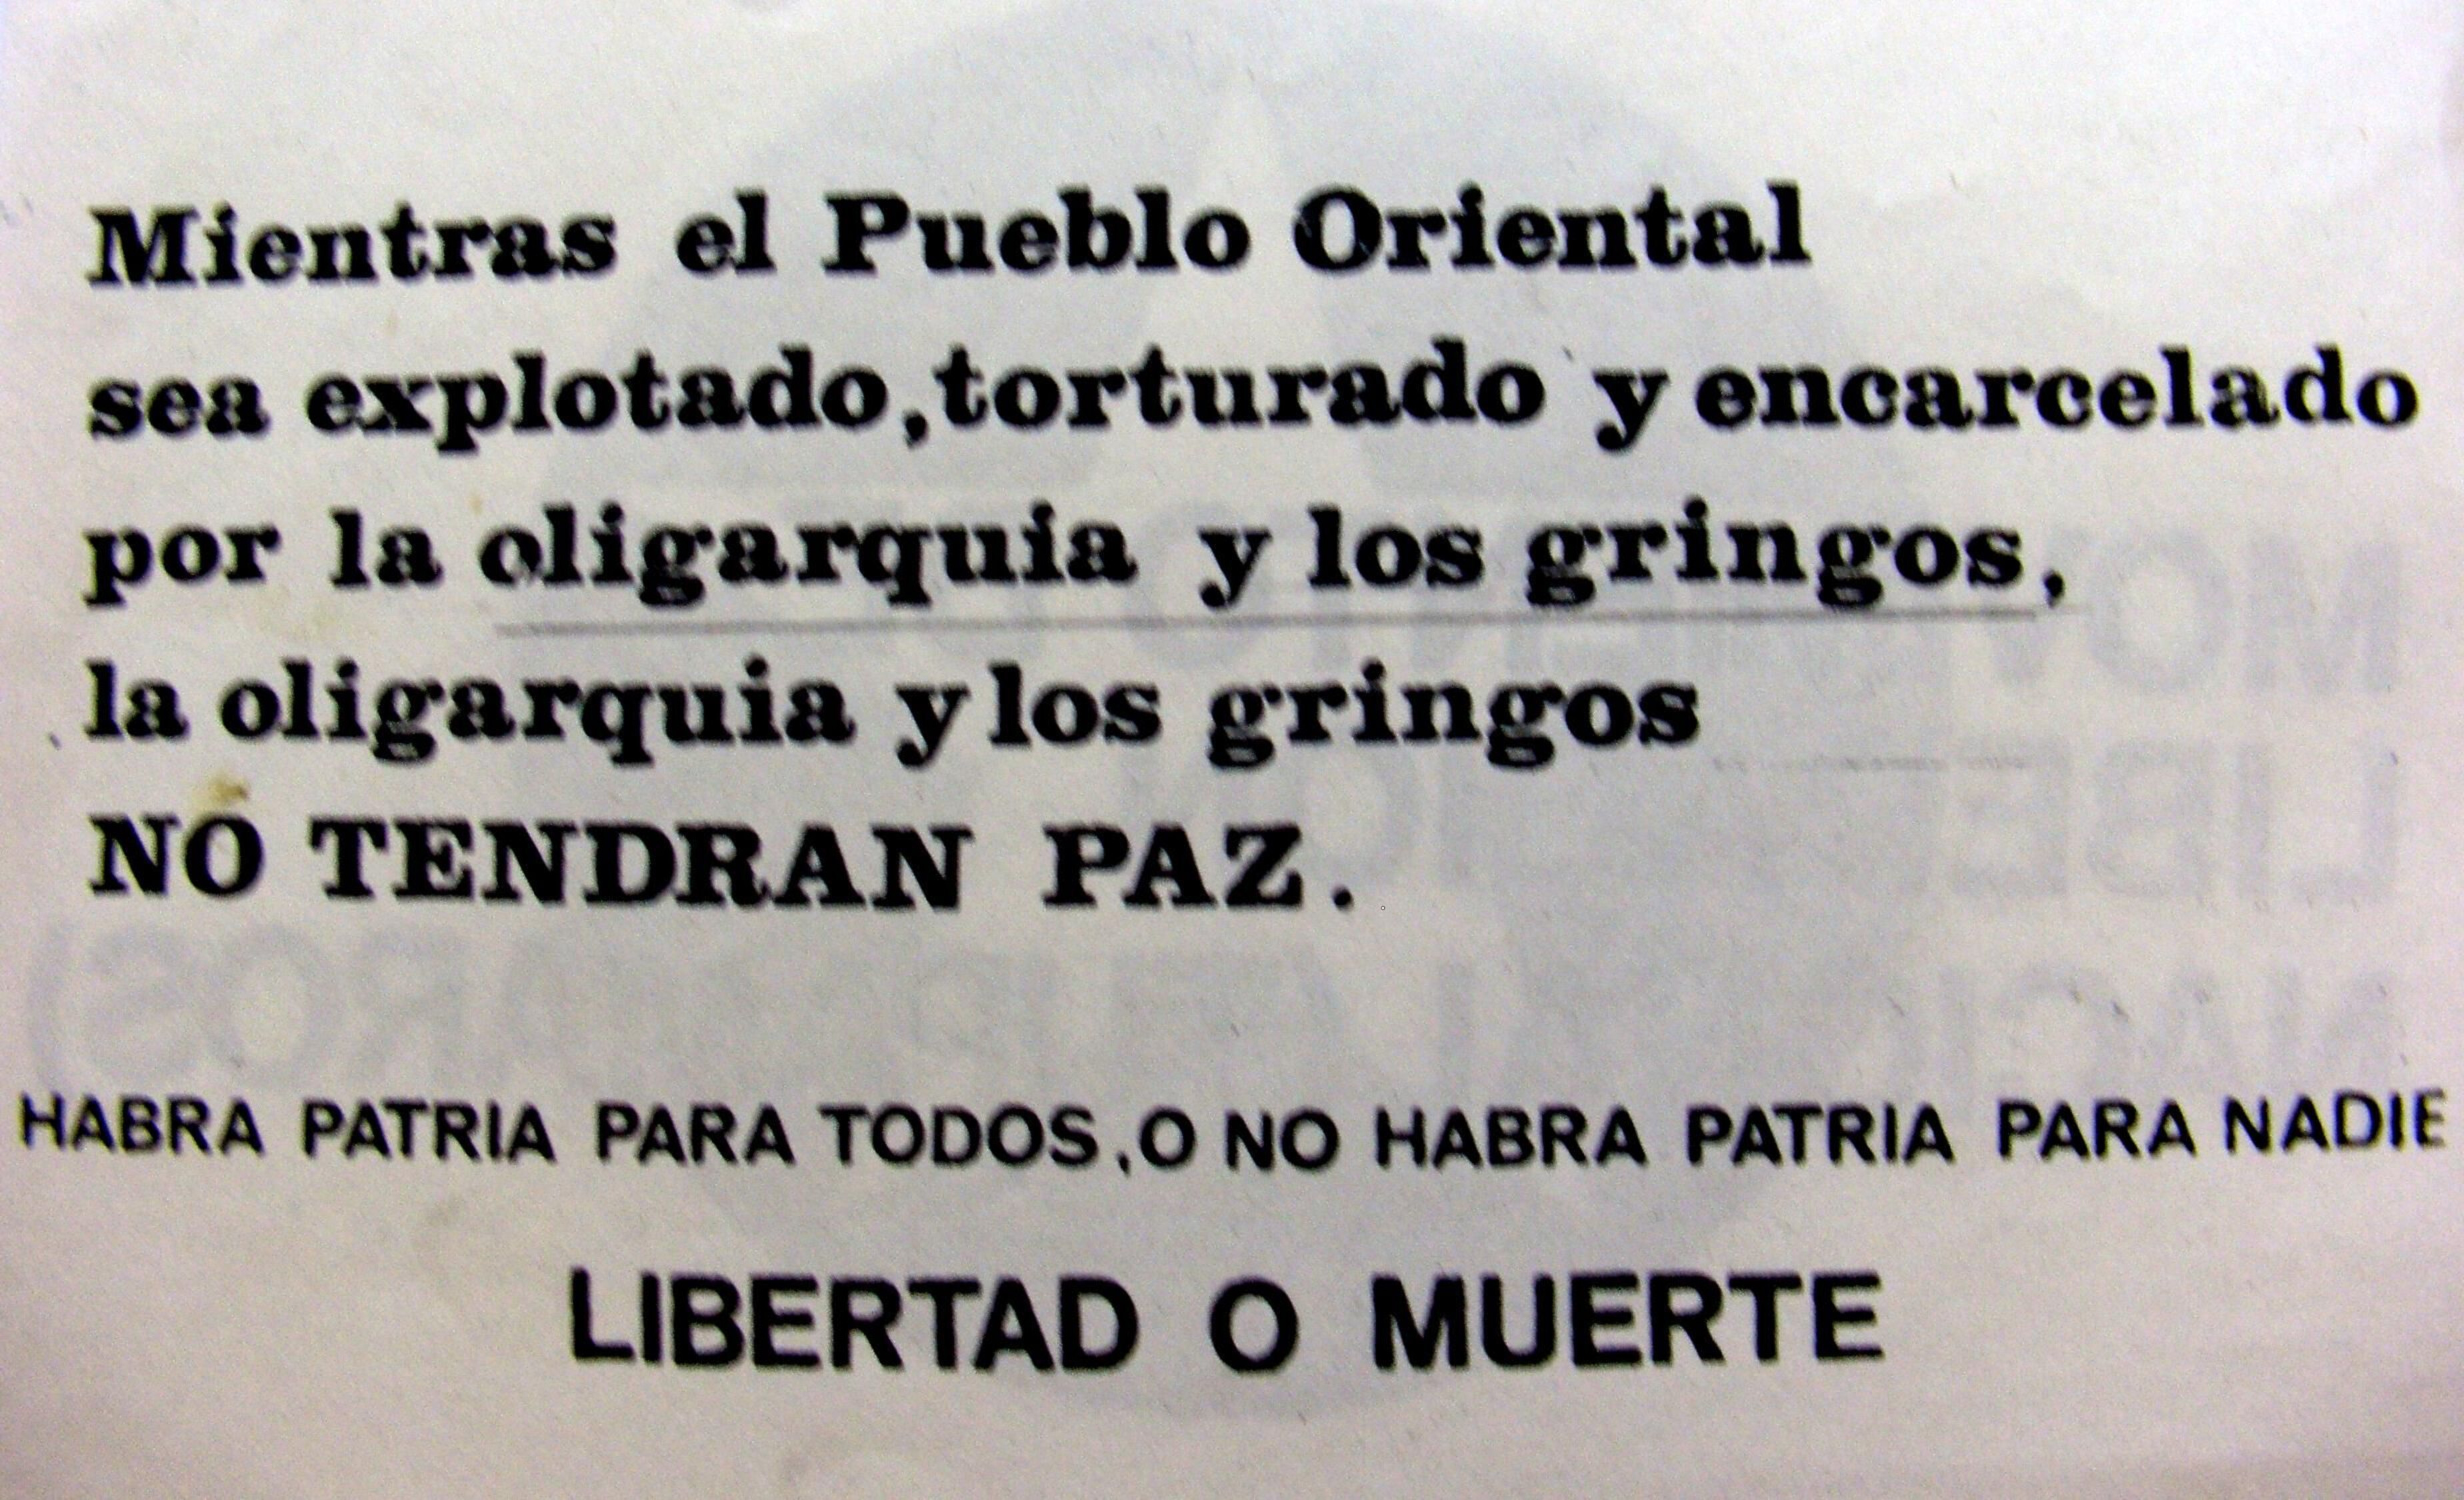 Mientras el Pueblo Oriental
sea explotado,torturado y encarcelado
por la oligarquia y los gringos,
la oligarquia y los gringos
NO TENDRAN PAZ.
HABRA PATRIA PARA TODOS,O NO HABRA PATRIA PARA NADIE
LIBERTAD O MUERTE